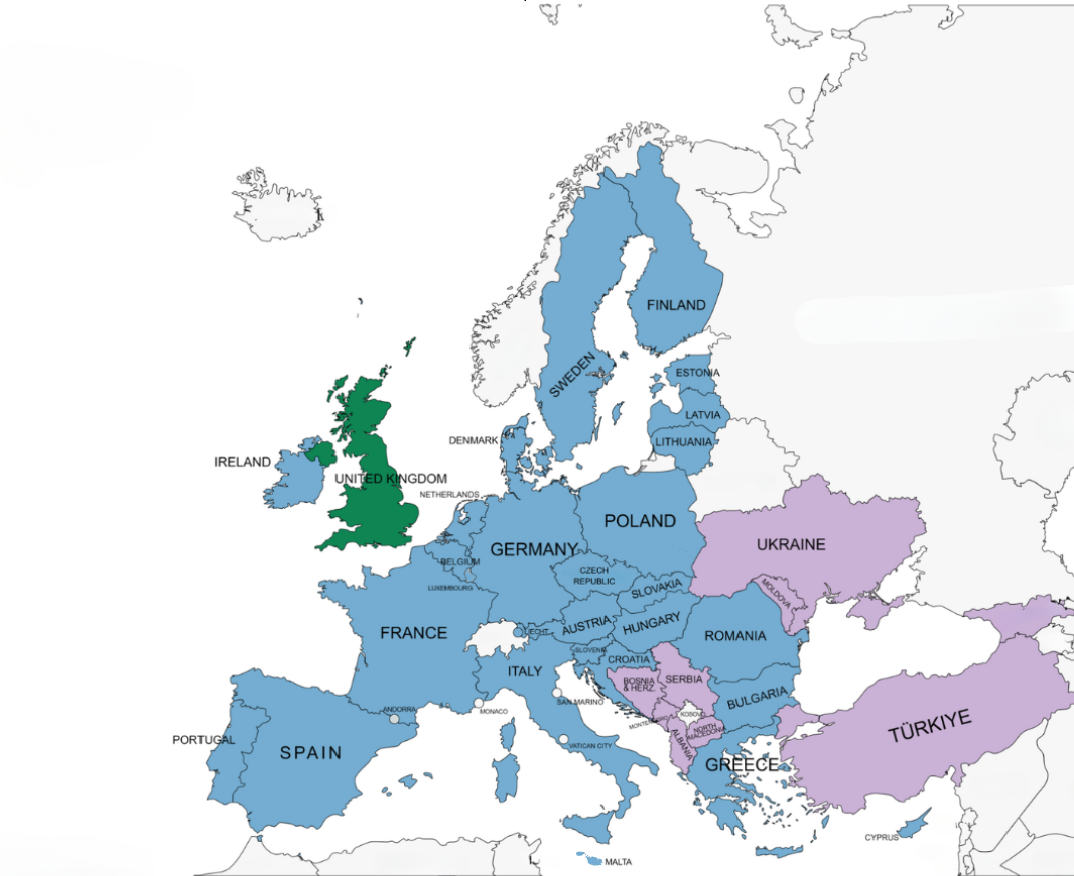 FINLAND
SWEDEN
ESTONIA
LATVIA
DENMARK
LITHUANIA
IRELAND
UNITED KINGDOM
NETHERLANDS
POLAND
GERMANY
UKRAINE
BELGIUM
CZECH
REPUBLIC
LUXEMBOURG
SLOVAKIA
MOLDOVA
FRANCE
LIECHT.
AUSTRIA
HUNGARY
ROMANIA
SLOVENIA
CROATIA
ITALY
BOSNIA
& HERZ.
SERBIA
SAN MARINO
BULGARIA
ANDORRA
MONACO
KOSOVO
MONTENEGRO
NORTH
MACEDONIA
TÜRKIYE
PORTUGAL
SPAIN
VATICAN CITY
ALBANIA
GREECE
CYPRUS
MALTA